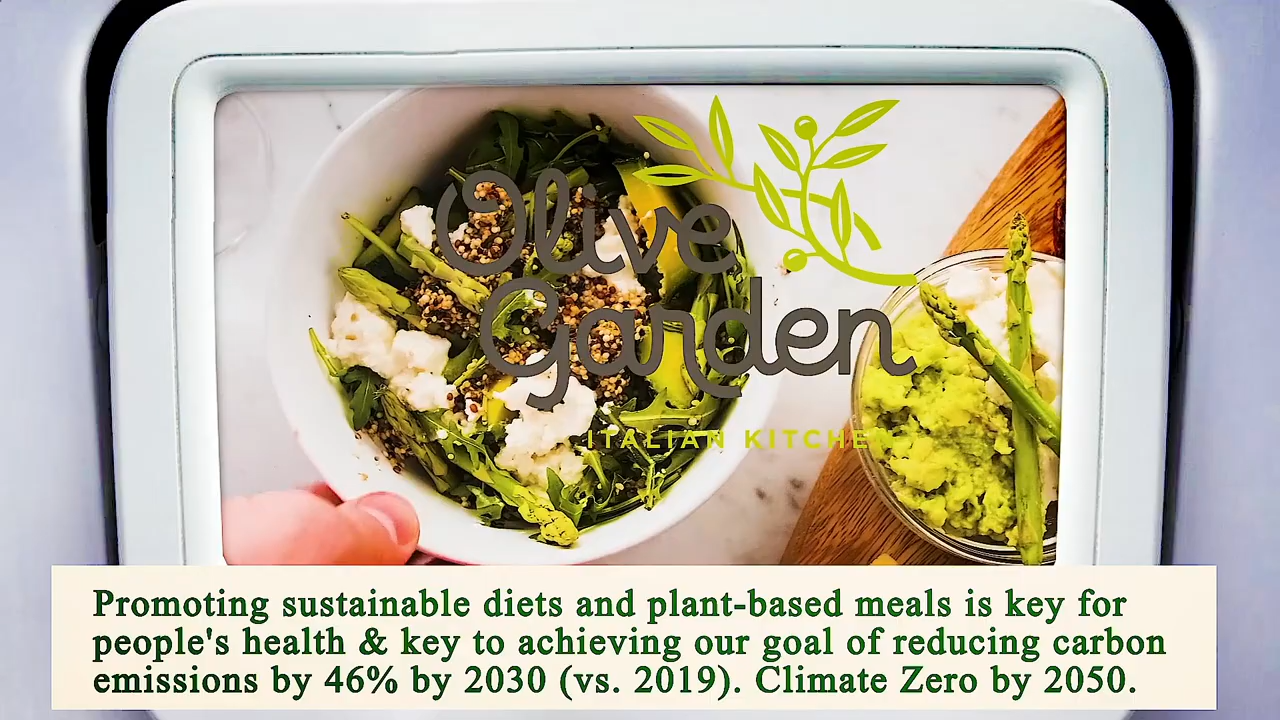 Olive
Garden
ITALIAN KITCHEN
Promoting sustainable diets and plant-based meals is key for
people's health & key to achieving our goal of reducing carbon
emissions by 46% by 2030 (vs. 2019). Climate Zero by 2050.